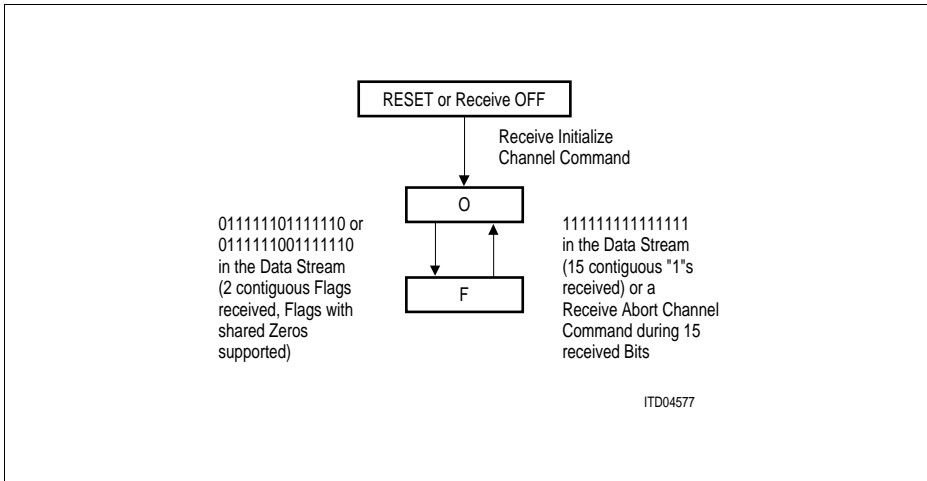 RESET or Receive OFF
Receive Initialize
Channel Command
O
011111101111110 or
0111111001111110
in the Data Stream
(2 contiguous Flags
received, Flags with
shared Zeros
supported)
111111111111111
in the Data Stream
(15 contiguous "1"s
received) or a
Receive Abort Channel
Command during 15
received Bits
F
ITD04577